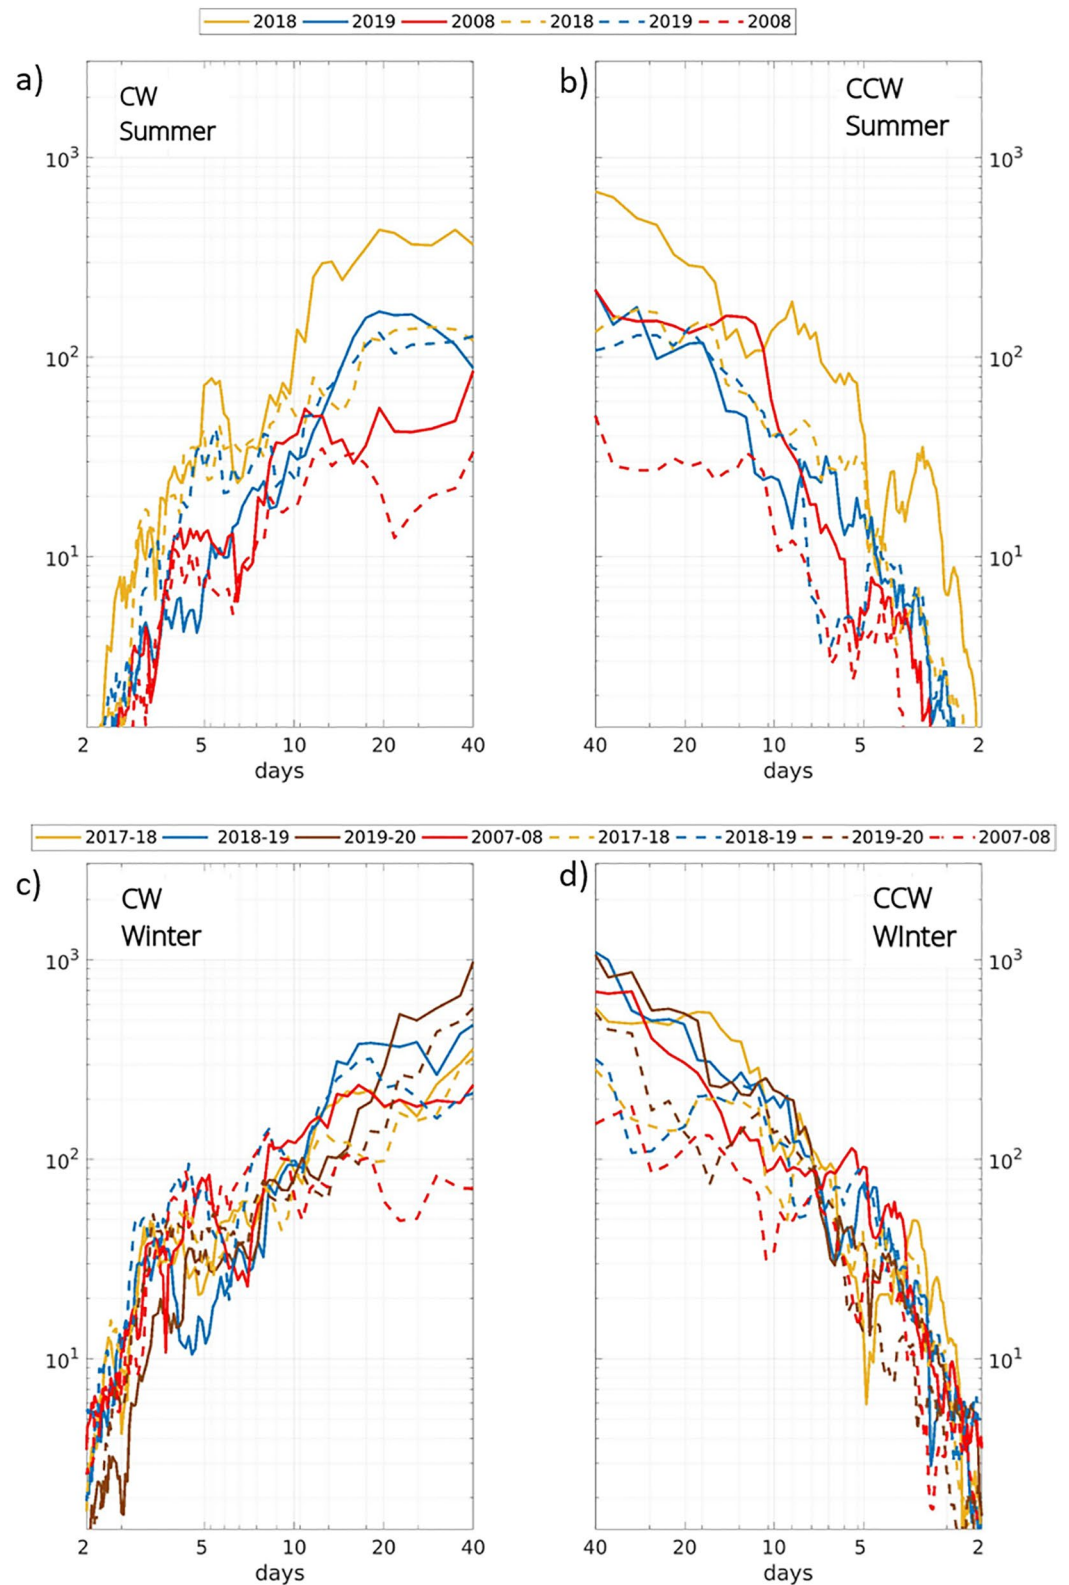 2018 2019 2008 2018 2019 2008
a) CW Summer
b) CCW Summer
10³ 10³
10² 10²
10¹ 10¹
2 5 10 20 40 40 20 10 5 2
days days
2017-18 2018-19 2019-20 2007-08 2017-18 2018-19 2019-20 2007-08
c) CW Winter
d) CCW WInter
10³ 10³
10² 10²
10¹ 10¹
2 5 10 20 40 40 20 10 5 2
days days